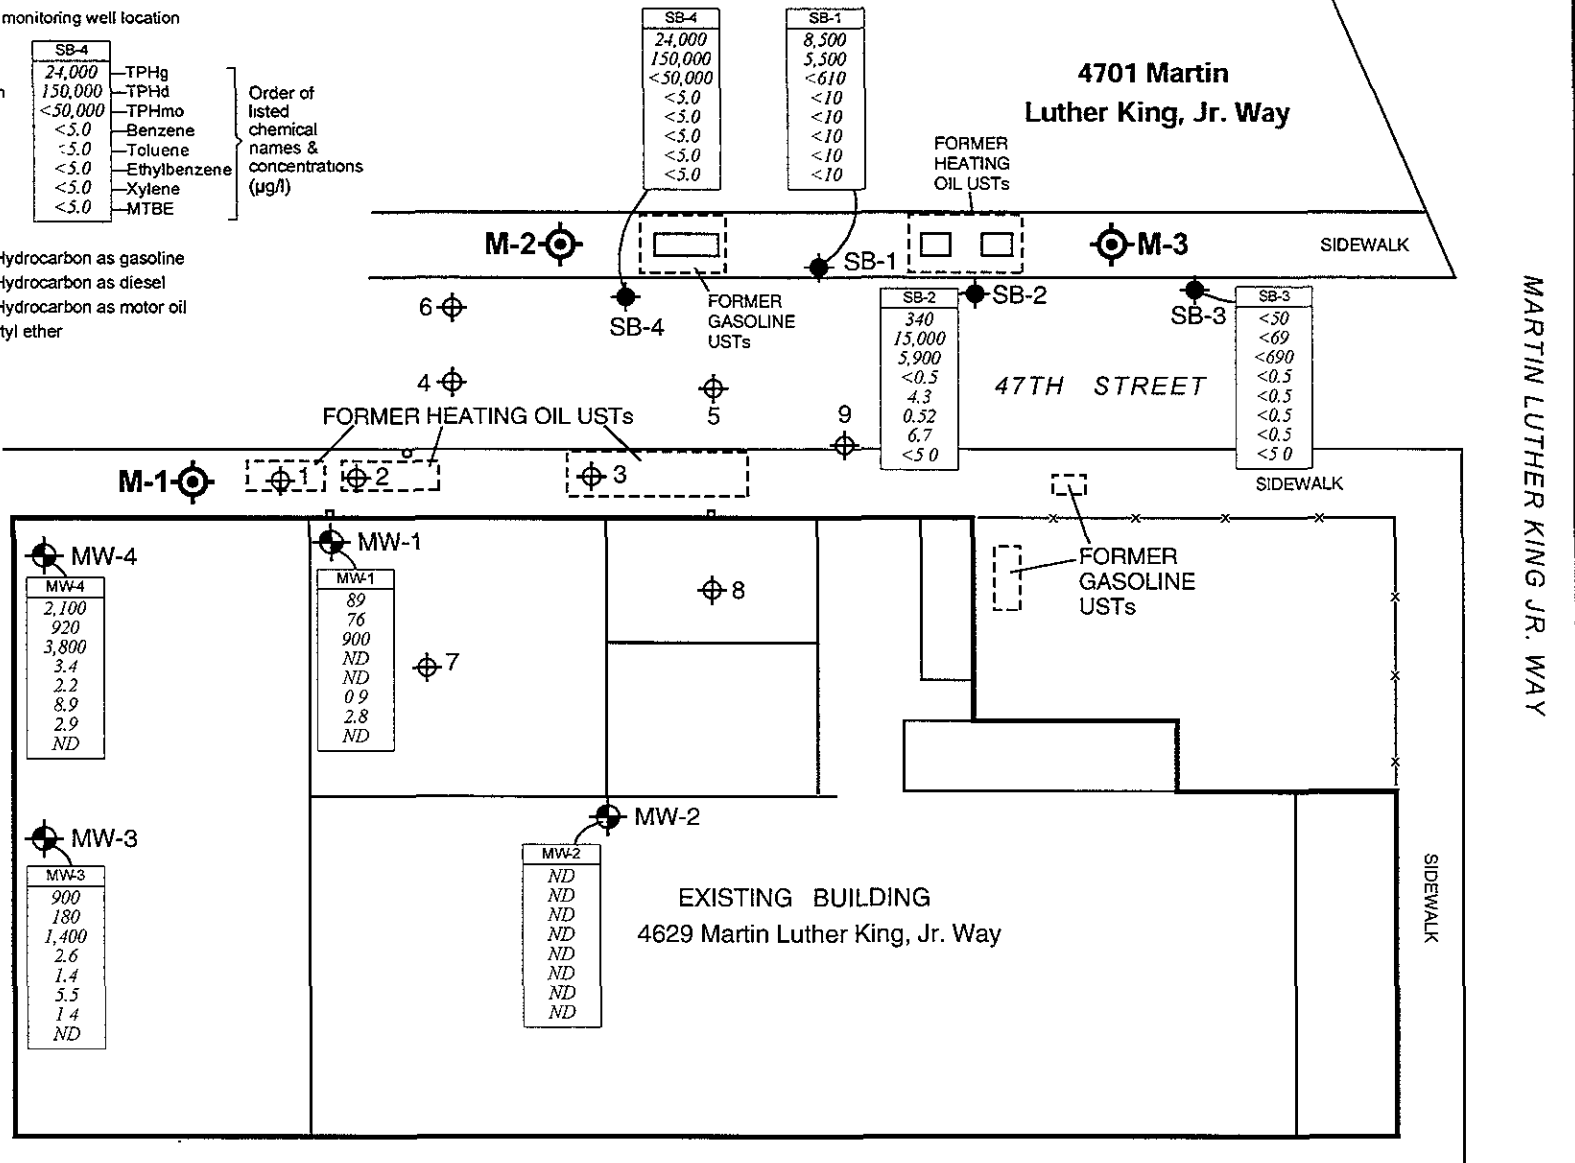 monitoring well location
SB-4
24,000 TPHg
150,000 TPHd
<50,000 TPHmo
<5.0 Benzene
<5.0 Toluene
<5.0 Ethylbenzene
<5.0 Xylene
<5.0 MTBE
Order of
listed
chemical
names &
concentrations
(µg/l)
Hydrocarbon as gasoline
Hydrocarbon as diesel
Hydrocarbon as motor oil
tyl ether
SB-4
24,000
150,000
<50,000
<5.0
<5.0
<5.0
<5.0
<5.0
SB-1
8,500
5,500
<610
<10
<10
<10
<10
<10
4701 Martin
Luther King, Jr. Way
FORMER
HEATING
OIL USTs
M-2
M-3
SIDEWALK
SB-1
SB-2
SB-3
SB-4
FORMER
GASOLINE
USTs
6
4
5
9
SB-2
340
15,000
5,900
<0.5
4.3
0.52
6.7
<5 0
47TH STREET
SB-3
<50
<69
<690
<0.5
<0.5
<0.5
<0.5
<5 0
MARTIN LUTHER KING JR. WAY
FORMER HEATING OIL USTs
M-1
1
2
3
SIDEWALK
MW-4
MW-4
2,100
920
3,800
3.4
2.2
8.9
2.9
ND
MW-1
MW-1
89
76
900
ND
ND
0 9
2.8
ND
7
8
FORMER
GASOLINE
USTs
MW-3
MW-3
900
180
1,400
2.6
1.4
5.5
1 4
ND
MW-2
MW-2
ND
ND
ND
ND
ND
ND
ND
ND
EXISTING BUILDING
4629 Martin Luther King, Jr. Way
SIDEWALK